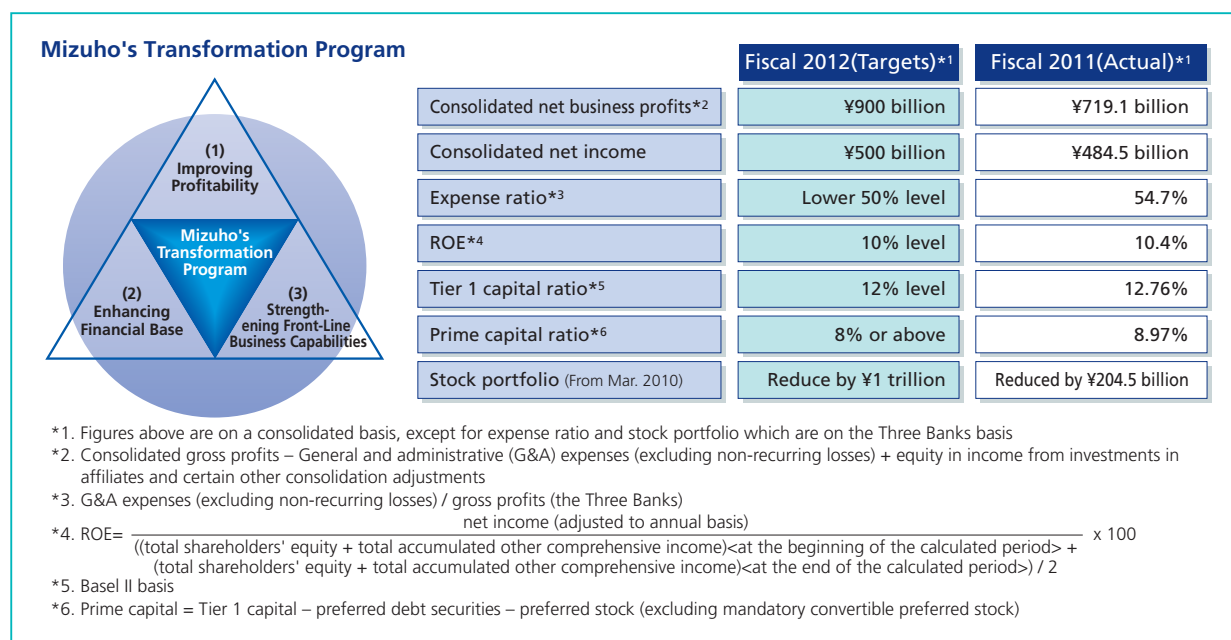 Mizuho's Transformation Program
(1)
Improving
Profitability
Mizuho's
Transformation
Program
(2)
Enhancing
Financial Base
(3)
Strength-
ening Front-Line
Business Capabilities
Fiscal 2012(Targets)*1 Fiscal 2011(Actual)*1
Consolidated net business profits*2 ¥900 billion ¥719.1 billion
Consolidated net income ¥500 billion ¥484.5 billion
Expense ratio*3 Lower 50% level 54.7%
ROE*4 10% level 10.4%
Tier 1 capital ratio*5 12% level 12.76%
Prime capital ratio*6 8% or above 8.97%
Stock portfolio (From Mar. 2010) Reduce by ¥1 trillion Reduced by ¥204.5 billion
*1. Figures above are on a consolidated basis, except for expense ratio and stock portfolio which are on the Three Banks basis
*2. Consolidated gross profits – General and administrative (G&A) expenses (excluding non-recurring losses) + equity in income from investments in
affiliates and certain other consolidation adjustments
*3. G&A expenses (excluding non-recurring losses) / gross profits (the Three Banks)
*4. ROE= net income (adjusted to annual basis) x 100
((total shareholders' equity + total accumulated other comprehensive income)<at the beginning of the calculated period> +
(total shareholders' equity + total accumulated other comprehensive income)<at the end of the calculated period>) / 2
*5. Basel II basis
*6. Prime capital = Tier 1 capital – preferred debt securities – preferred stock (excluding mandatory convertible preferred stock)